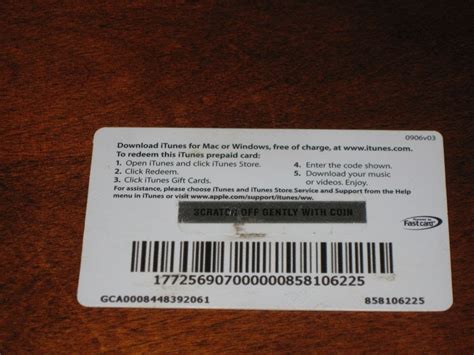 0906v03
Download iTunes for Mac or Windows, free of charge, at www.itunes.com.
To redeem this iTunes prepaid card:
1. Open iTunes and click iTunes Store.
2. Click Redeem.
3. Click iTunes Gift Cards.
4. Enter the code shown.
5. Download your music
or videos. Enjoy.
For assistance, please choose iTunes and iTunes Store Service and Support from the Help
menu in iTunes or visit www.apple.com/support/itunes/ww.
SCRATCH OFF GENTLY WITH COIN
Fastcard
1772569070000000858106225
GCA0008448392061
858106225